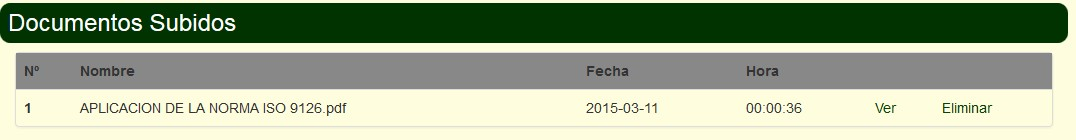 Documentos Subidos
Nº Nombre Fecha Hora
1 APLICACION DE LA NORMA ISO 9126.pdf 2015-03-11 00:00:36 Ver Eliminar